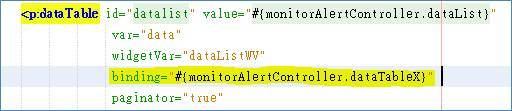 <p:dataTable id="datalist" value="#{monitorAlertController.dataList}"
var="data"
widgetVar="dataListWV"
binding="#{monitorAlertController.dataTableX}"
paginator="true"